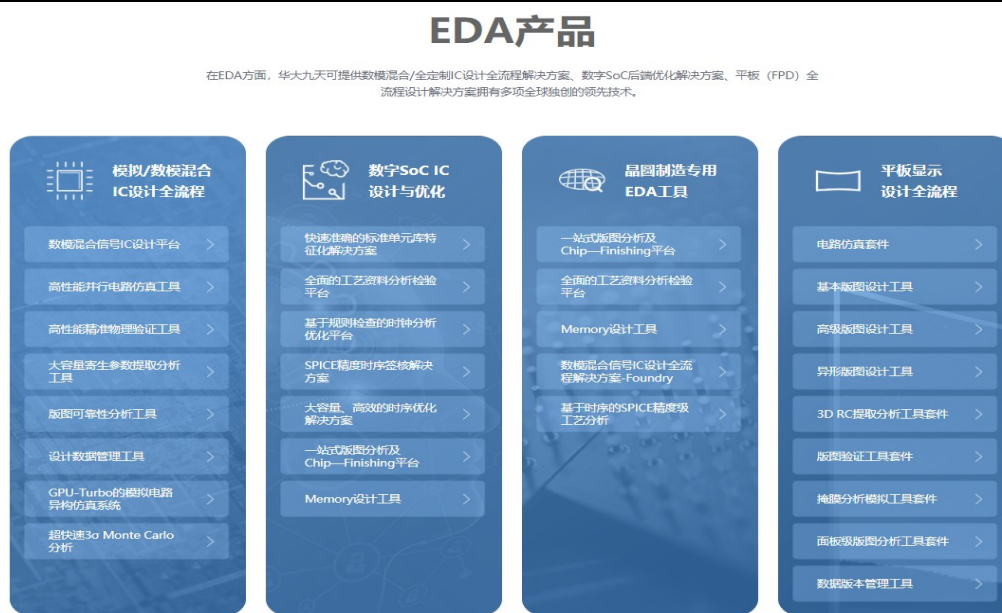 EDA产品
在EDA方面，华大九天可提供数模混合/全定制IC设计全流程解决方案、数字SoC后端优化解决方案、平板（FPD）全
流程设计解决方案拥有多项全球独创的领先技术。
模拟/数模混合
IC设计全流程
数模混合信号IC设计平台
高性能并行电路仿真工具
高性能精准物理验证工具
大容量寄生参数提取分析
工具
版图可靠性分析工具
设计数据管理工具
GPU-Turbo的模拟电路
异构仿真系统
超快速3σ Monte Carlo
分析
数字SoC IC
设计与优化
快速准确的标准单元库特
征化解决方案
全面的工艺资料分析检验
平台
基于规则检查的时钟分析
优化平台
SPICE精度时序签核解决
方案
大容量、高效的时序优化
解决方案
一站式版图分析及
Chip—Finishing平台
Memory设计工具
晶圆制造专用
EDA工具
一站式版图分析及
Chip—Finishing平台
全面的工艺资料分析检验
平台
Memory设计工具
数模混合信号IC设计全流
程解决方案-Foundry
基于时序的SPICE精度级
工艺分析
平板显示
设计全流程
电路仿真套件
基本版图设计工具
高级版图设计工具
异形版图设计工具
3D RC提取分析工具套件
版图验证工具套件
掩膜分析模拟工具套件
面板级版图分析工具套件
数据版本管理工具